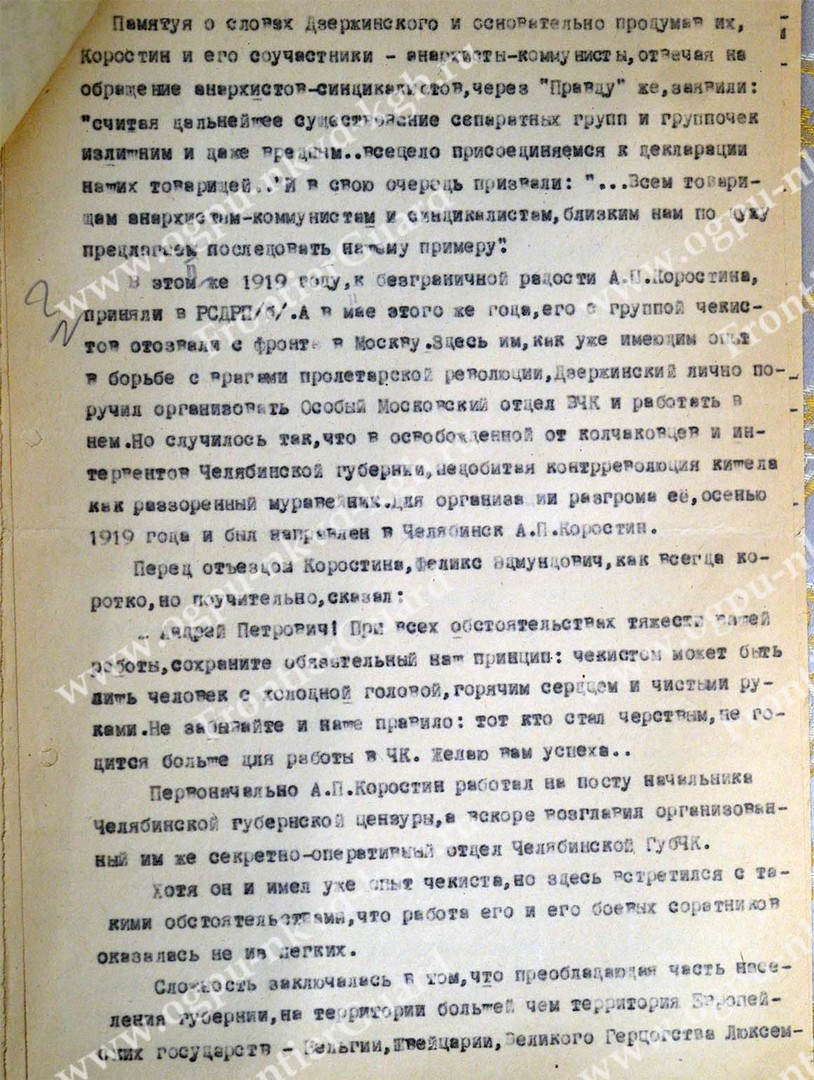 Памятуя о словах Дзержинского и основательно продумав их,
Коростин и его соучастники - анархисты-коммунисты,отвечая на
обращение анархистов-синдикалистов,через "Правду" же,заявили:
"считая дальнейшее существование сепаратных групп и группочек
излишним и даже вредным..всецело присоединяемся к декларации
наших товарищей..'И в свою очередь призвали: "...Всем товари-
щам анархистам-коммунистам и синдикалистам,близким нам по духу
предлагаем последовать нашему примеру".
В этом же 1919 году,к безграничной радости А.П.Коростина,
приняли в РСДРП/б/.А в мае этого же года,его с группой чекис-
тов отозвали с фронта в Москву.Здесь им,как уже имеющим опыт
в борьбе с врагами пролетарской революции,Дзержинский лично по-
ручил организовать Особый Московский отдел ВЧК и работать в
нем.Но случилось так,что в освобожденной от колчаковцев и ин-
тервентов Челябинской губернии,недобитая контрреволюция кишела
как раззоренный муравейник.Для организации разгрома её,осенью
1919 года и был направлен в Челябинск А.П.Коростин.
Перед отъездом Коростина,Феликс Эдмундович,как всегда ко-
ротко,но поучительно,сказал:
- Андрей Петрович! При всех обстоятельствах тяжести вашей
работы,сохраните обязательный наш принцип: чекистом может быть
лишь человек с холодной головой,горячим сердцем и чистыми ру-
ками.Не забывайте и наше правило: тот кто стал черствым,не го-
дится больше для работы в ЧК. Желаю вам успеха..
Первоначально А.П.Коростин работал на посту начальника
Челябинской губернской цензуры,а вскоре возглавил организован-
ный им же секретно-оперативный отдел Челябинской ГубЧК.
Хотя он и имел уже опыт чекиста,но здесь встретился с та-
кими обстоятельствами,что работа его и его боевых соратников
оказалась не из легких.
Сложность заключалась в том,что преобладающая часть насе-
ления губернии,на территории большей чем территория Европей-
ских государств - Бельгии,Швейцарии,Великого Герцогства Люксем-
www.ogpu-nkvd-kgb.ru
FrontierGuard